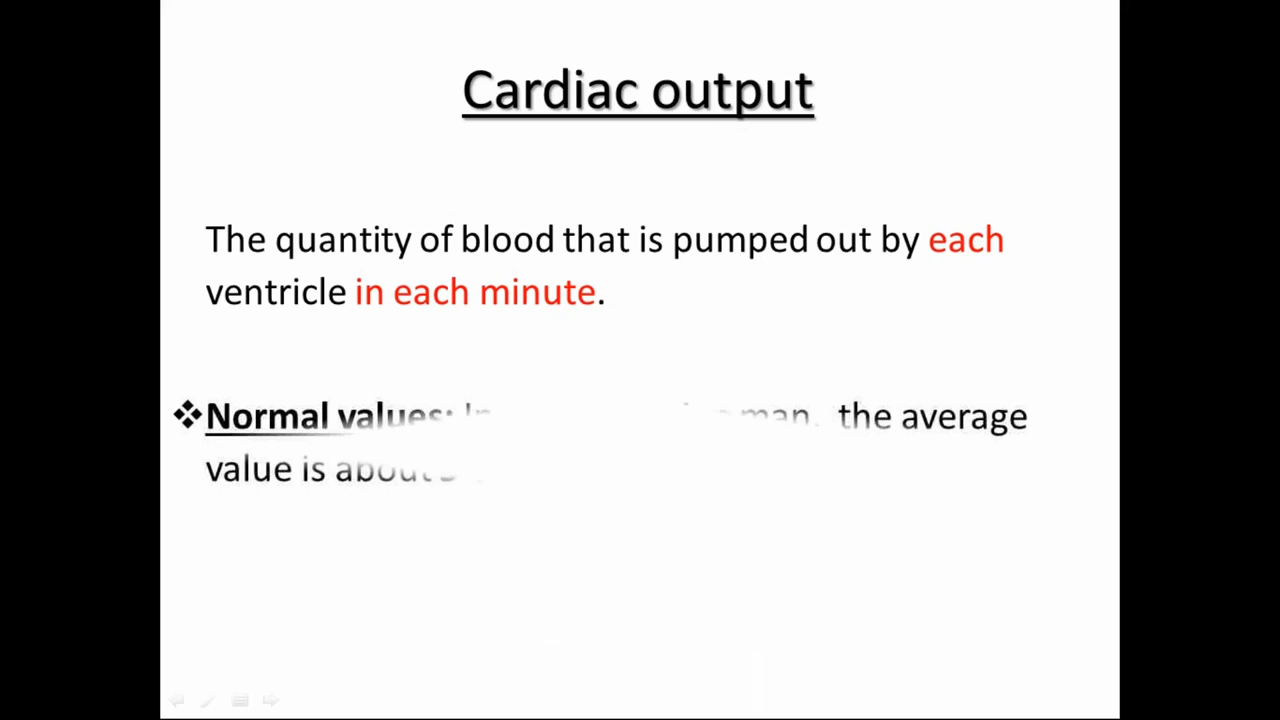 Cardiac output
The quantity of blood that is pumped out by each
ventricle in each minute.
❖Normal values: In man, the average
value is about